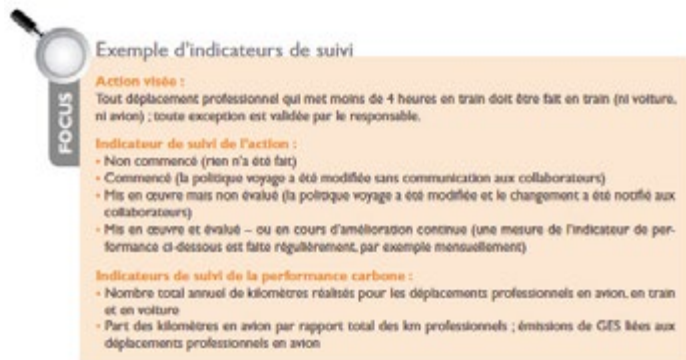 Exemple d'indicateurs de suivi
FOCUS
Action visée :
Tout déplacement professionnel qui met moins de 4 heures en train doit être fait en train (ni voiture,
ni avion) ; toute exception est validée par le responsable.
Indicateur de suivi de l'action :
• Non commencé (rien n'a été fait)
• Commencé (la politique voyage a été modifiée sans communication aux collaborateurs)
• Mis en œuvre mais non évalué (la politique voyage a été modifiée et le changement a été notifié aux
collaborateurs)
• Mis en œuvre et évalué – ou en cours d'amélioration continue (une mesure de l'indicateur de per-
formance ci-dessous est faite régulièrement, par exemple mensuellement)
Indicateurs de suivi de la performance carbone :
• Nombre total annuel de kilomètres réalisés pour les déplacements professionnels en avion, en train
et en voiture
• Part des kilomètres en avion par rapport total des km professionnels ; émissions de GES liées aux
déplacements professionnels en avion